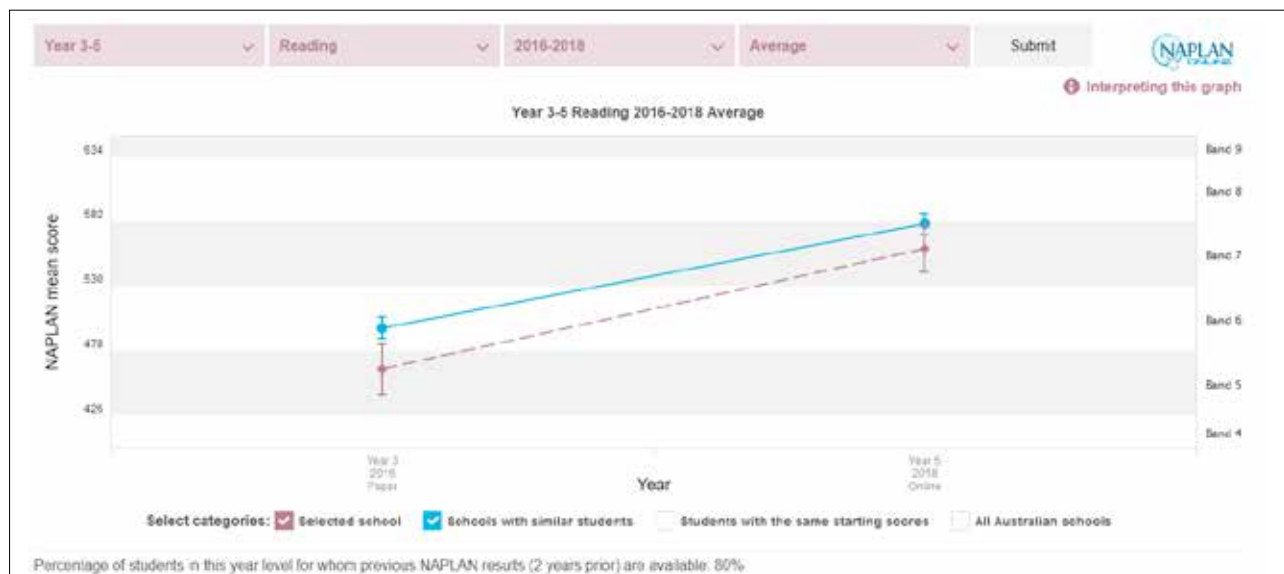 Year 3-5 Reading 2016-2018 Average Submit NAPLAN
ONLINE
Interpreting this graph
Year 3-5 Reading 2016-2018 Average
634 Band 9
Band 8
582
Band 7
530
Band 6
478
Band 5
426
Band 4
NAPLAN mean score
Year 3 Year 5
2016 2018
Paper Online
Year
Select categories: Selected school Schools with similar students Students with the same starting scores All Australian schools
Percentage of students in this year level for whom previous NAPLAN results (2 years prior) are available: 80%